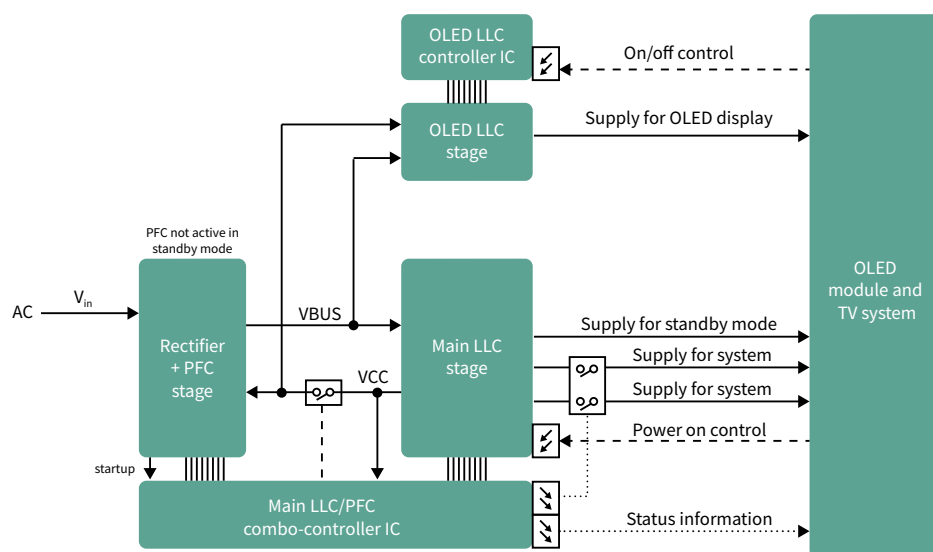 OLED LLC
controller IC
On/off control
OLED LLC
stage
Supply for OLED display
PFC not active in
standby mode
AC
Vin
Rectifier
+ PFC
stage
VBUS
VCC
Main LLC
stage
Supply for standby mode
Supply for system
Supply for system
Power on control
OLED
module and
TV system
startup
Main LLC/PFC
combo-controller IC
Status information